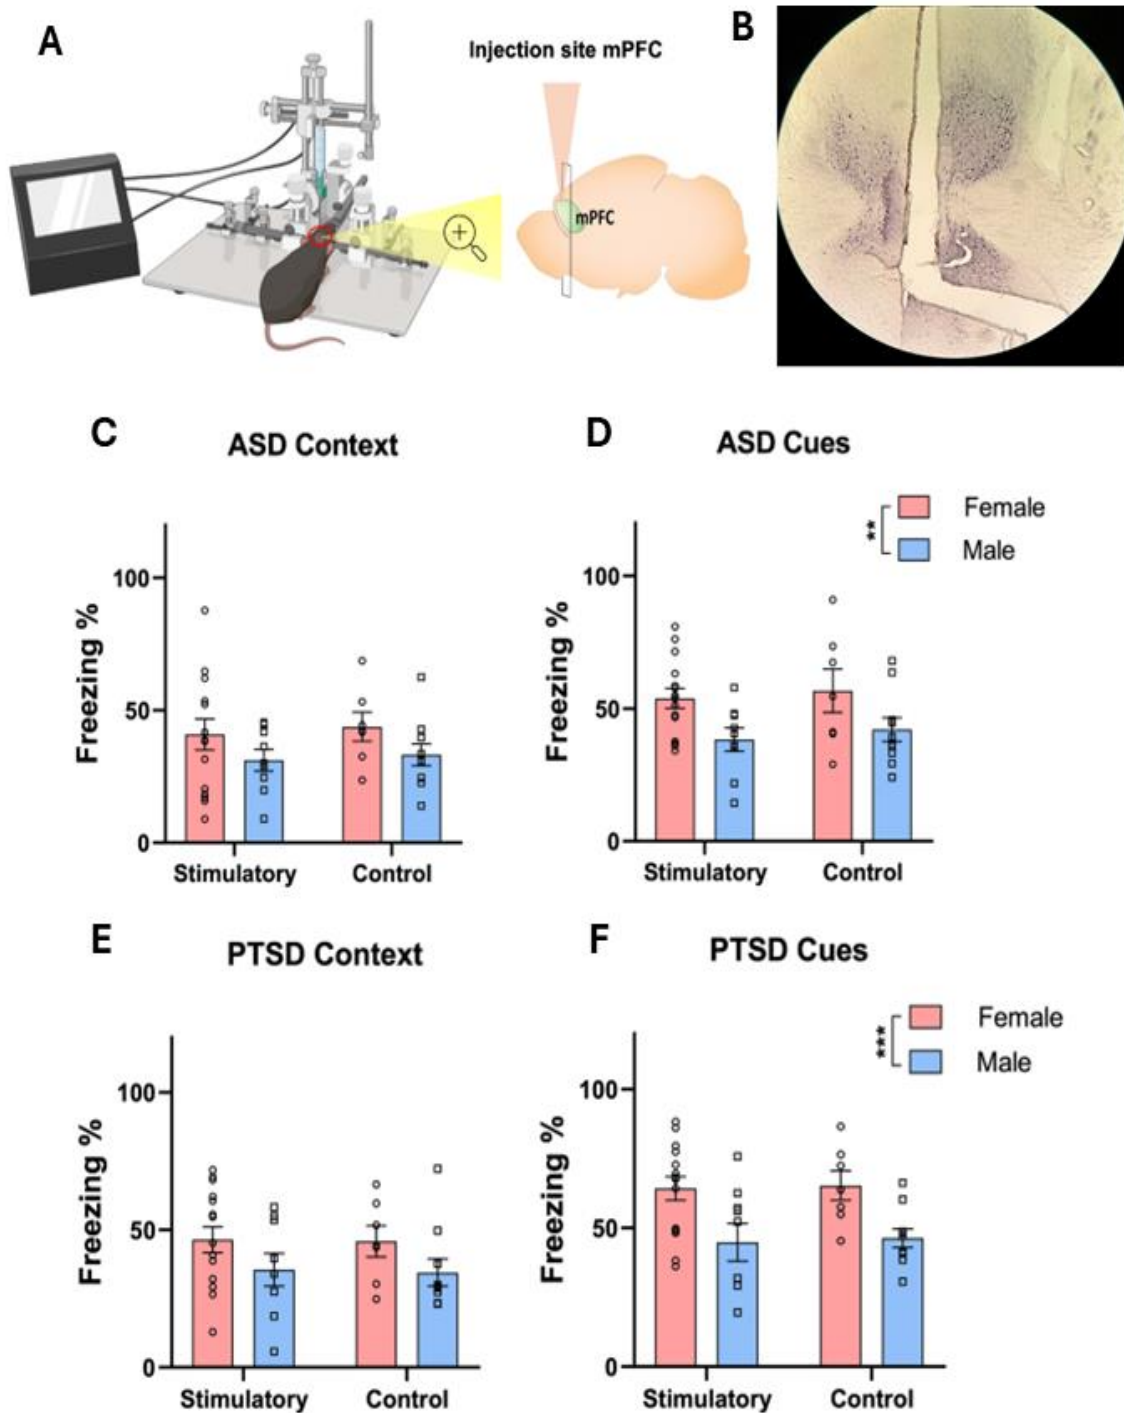 A
Injection site mPFC
mPFC
B
C
ASD Context
Freezing %
100
50
0
Stimulatory Control
D
ASD Cues
**
Female
Male
Freezing %
100
50
0
Stimulatory Control
E
PTSD Context
Freezing %
100
50
0
Stimulatory Control
F
PTSD Cues
***
Female
Male
Freezing %
100
50
0
Stimulatory Control